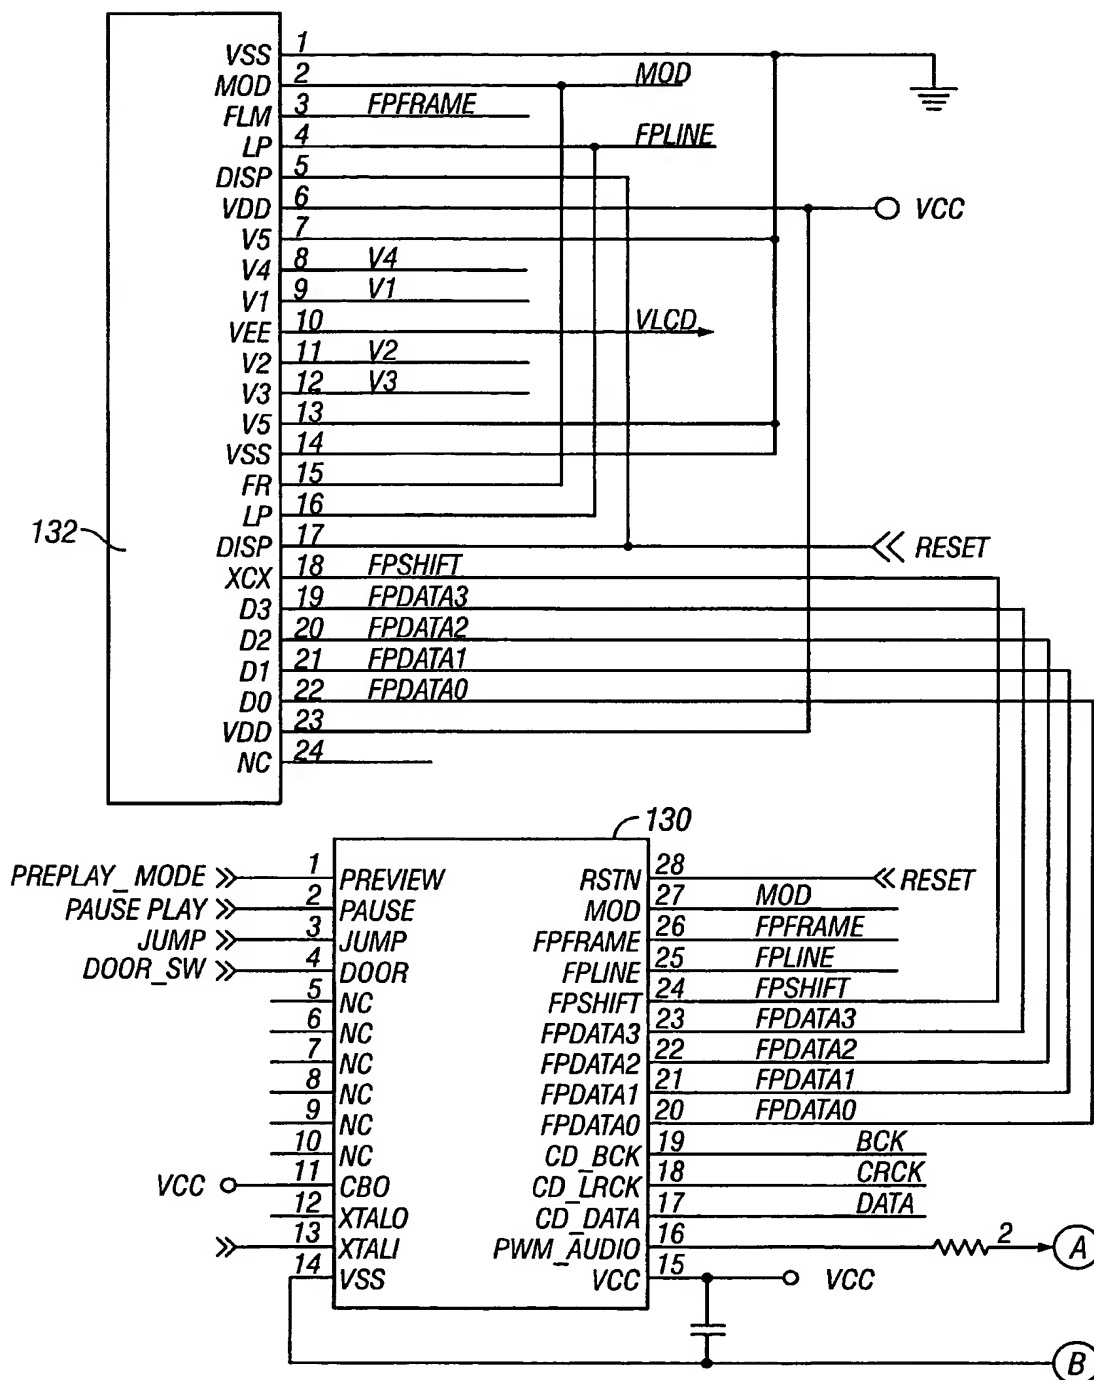 VSS 1
MOD 2 MOD
FLM 3 FPFRAME
LP 4 FPLINE
DISP 5
VDD 6 VCC
V5 7
V4 8 V4
V1 9 V1
VEE 10 VLCD
V2 11 V2
V3 12 V3
V5 13
VSS 14
FR 15
LP 16
132 DISP 17 RESET
XCX 18 FPSHIFT
D3 19 FPDATA3
D2 20 FPDATA2
D1 21 FPDATA1
D0 22 FPDATA0
VDD 23
NC 24
130
PREPLAY_MODE 1 PREVIEW RSTN 28 RESET
PAUSE PLAY 2 PAUSE MOD 27 MOD
JUMP 3 JUMP FPFRAME 26 FPFRAME
DOOR_SW 4 DOOR FPLINE 25 FPLINE
5 NC FPSHIFT 24 FPSHIFT
6 NC FPDATA3 23 FPDATA3
7 NC FPDATA2 22 FPDATA2
8 NC FPDATA1 21 FPDATA1
9 NC FPDATA0 20 FPDATA0
10 NC CD_BCK 19 BCK
VCC 11 CBO CD_LRCK 18 CRCK
12 XTALO CD_DATA 17 DATA
13 XTALI PWM_AUDIO 16 2 A
14 VSS VCC 15 VCC
B